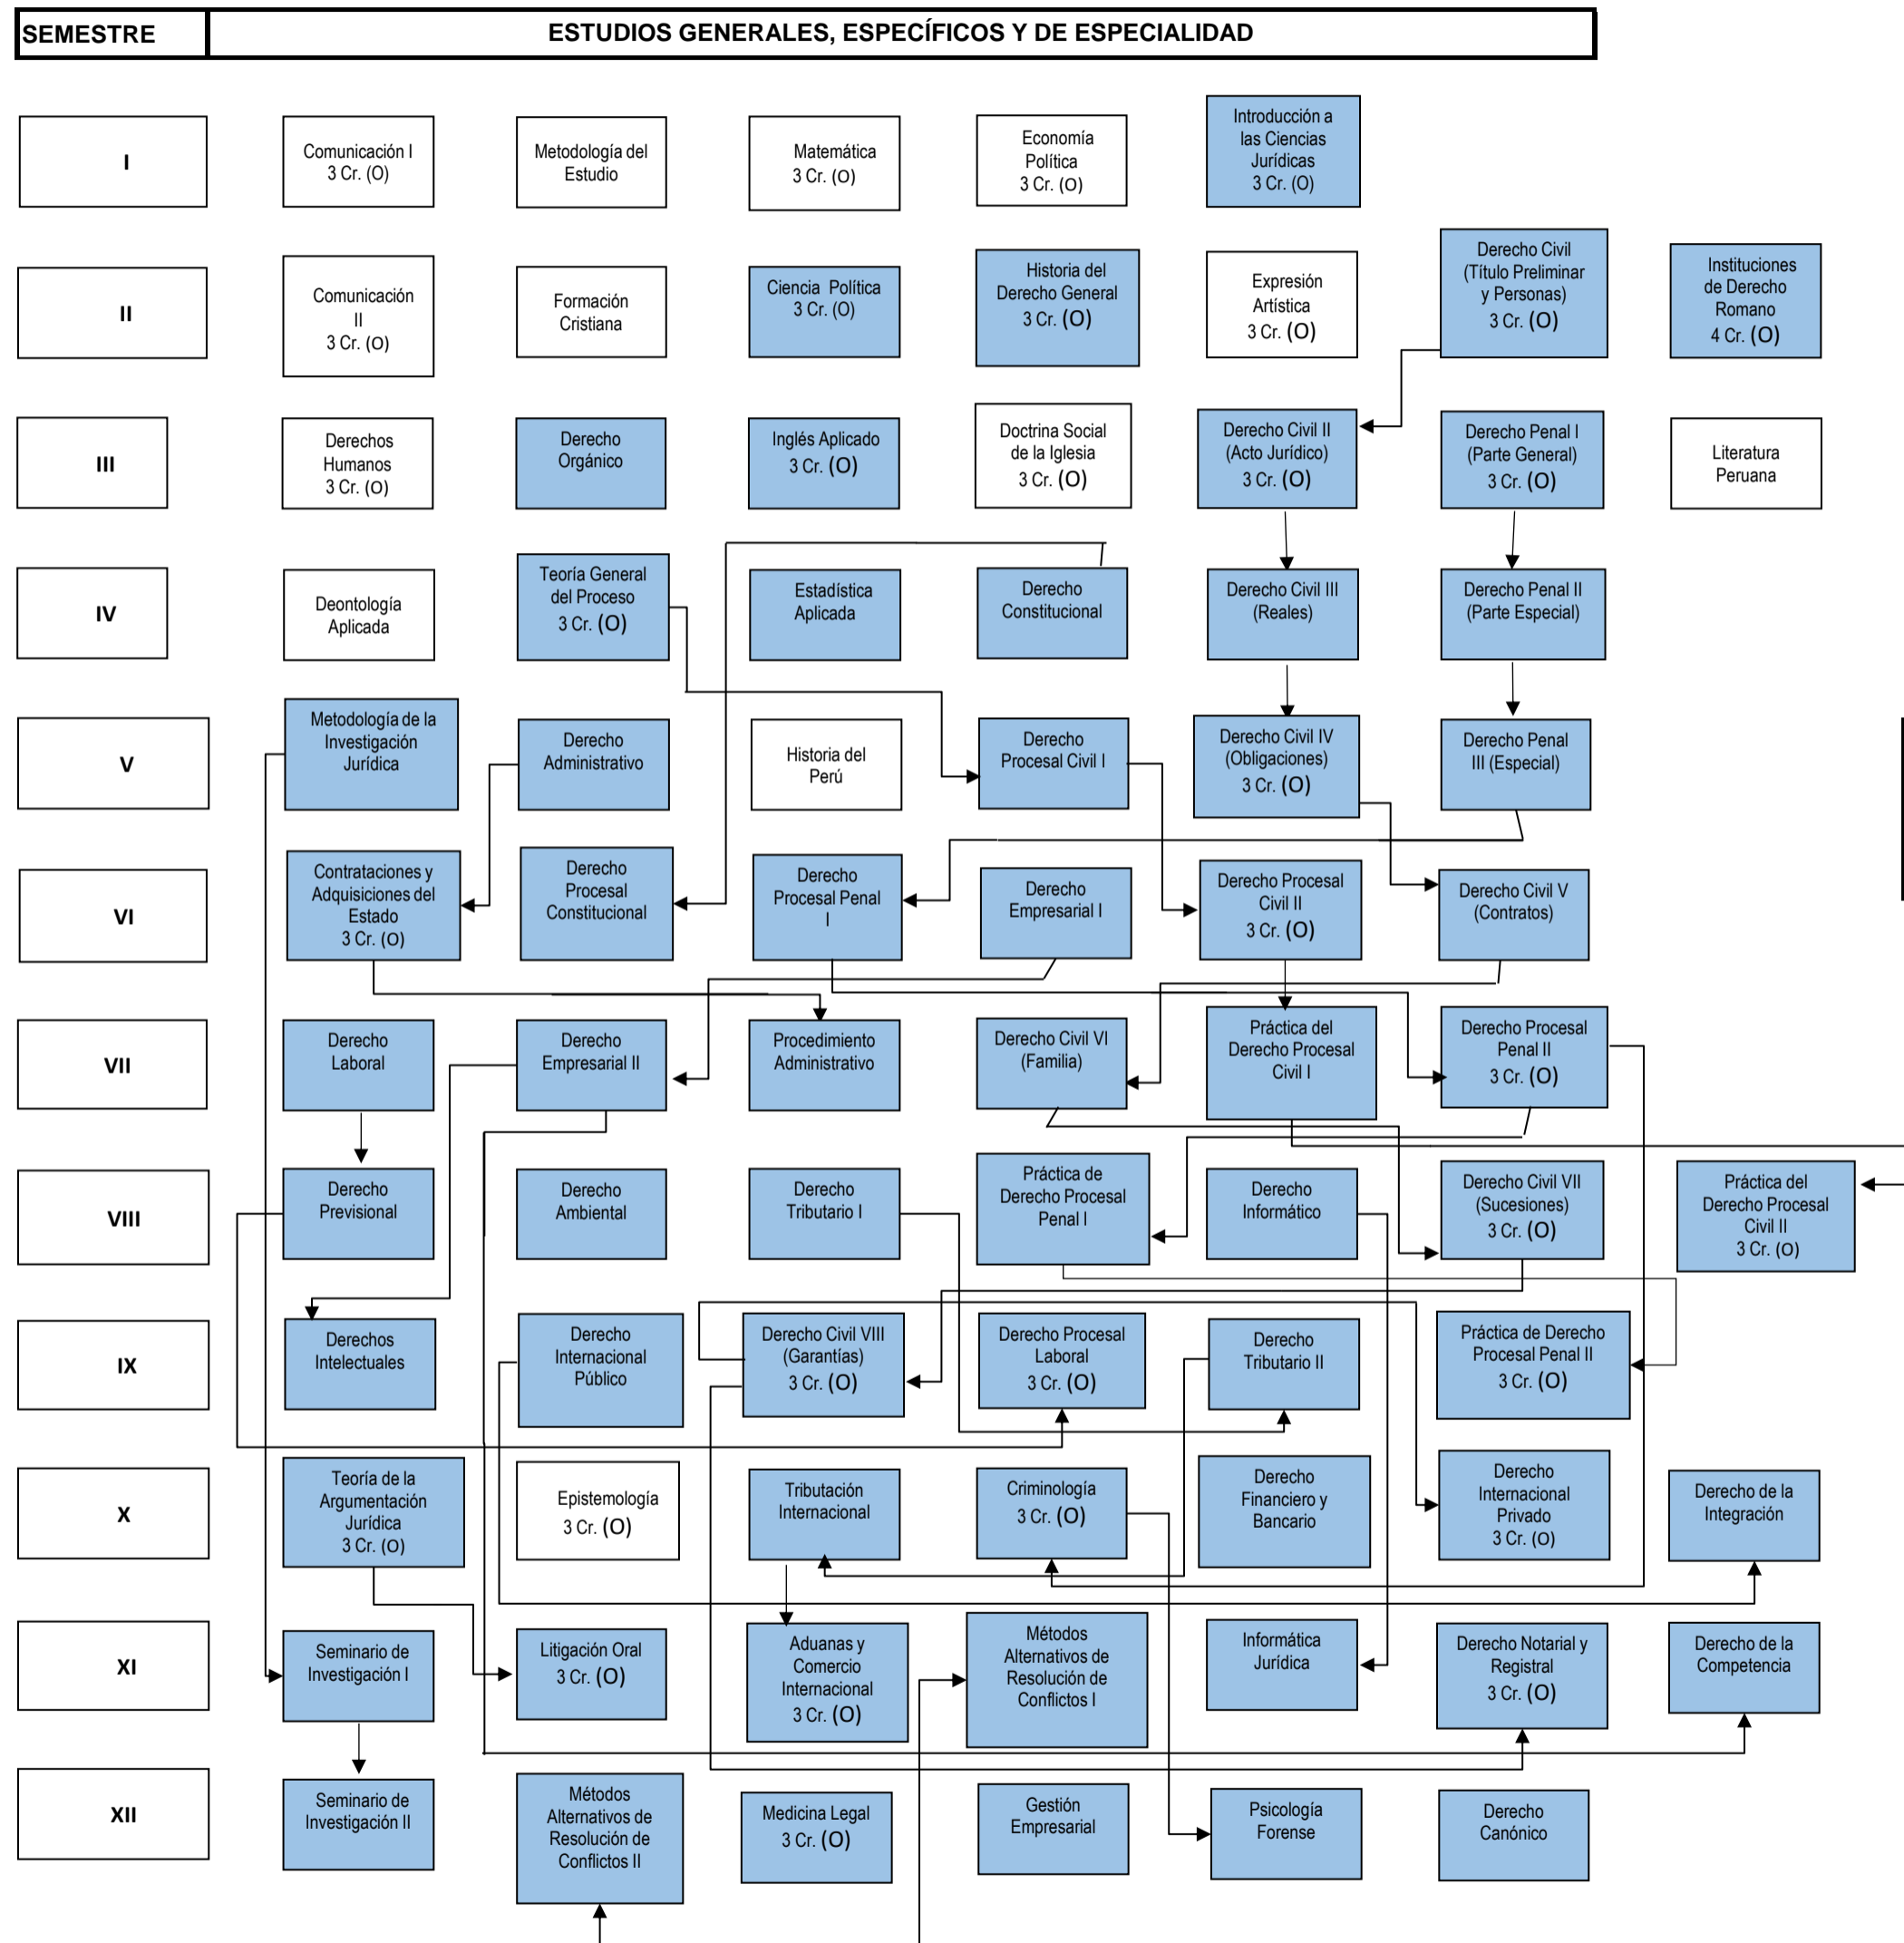 SEMESTRE
ESTUDIOS GENERALES, ESPECÍFICOS Y DE ESPECIALIDAD
I
Comunicación I
3 Cr. (O)
Metodología del
Estudio
Matemática
3 Cr. (O)
Economía
Política
3 Cr. (O)
Introducción a
las Ciencias
Jurídicas
3 Cr. (O)
II
Comunicación
II
3 Cr. (O)
Formación
Cristiana
Ciencia Política
3 Cr. (O)
Historia del
Derecho General
3 Cr. (O)
Expresión
Artística
3 Cr. (O)
Derecho Civil
(Título Preliminar
y Personas)
3 Cr. (O)
Instituciones
de Derecho
Romano
4 Cr. (O)
III
Derechos
Humanos
3 Cr. (O)
Derecho
Orgánico
Inglés Aplicado
3 Cr. (O)
Doctrina Social
de la Iglesia
3 Cr. (O)
Derecho Civil II
(Acto Jurídico)
3 Cr. (O)
Derecho Penal I
(Parte General)
3 Cr. (O)
Literatura
Peruana
IV
Deontología
Aplicada
Teoría General
del Proceso
3 Cr. (O)
Estadística
Aplicada
Derecho
Constitucional
Derecho Civil III
(Reales)
Derecho Penal II
(Parte Especial)
V
Metodología de la
Investigación
Jurídica
Derecho
Administrativo
Historia del
Perú
Derecho
Procesal Civil I
Derecho Civil IV
(Obligaciones)
3 Cr. (O)
Derecho Penal
III (Especial)
VI
Contrataciones y
Adquisiciones del
Estado
3 Cr. (O)
Derecho
Procesal
Constitucional
Derecho
Procesal Penal
I
Derecho
Empresarial I
Derecho Procesal
Civil II
3 Cr. (O)
Derecho Civil V
(Contratos)
VII
Derecho
Laboral
Derecho
Empresarial II
Procedimiento
Administrativo
Derecho Civil VI
(Familia)
Práctica del
Derecho Procesal
Civil I
Derecho Procesal
Penal II
3 Cr. (O)
VIII
Derecho
Previsional
Derecho
Ambiental
Derecho
Tributario I
Práctica de
Derecho Procesal
Penal I
Derecho
Informático
Derecho Civil VII
(Sucesiones)
3 Cr. (O)
Práctica del
Derecho Procesal
Civil II
3 Cr. (O)
IX
Derechos
Intelectuales
Derecho
Internacional
Público
Derecho Civil VIII
(Garantías)
3 Cr. (O)
Derecho Procesal
Laboral
3 Cr. (O)
Derecho
Tributario II
Práctica de Derecho
Procesal Penal II
3 Cr. (O)
X
Teoría de la
Argumentación
Jurídica
3 Cr. (O)
Epistemología
3 Cr. (O)
Tributación
Internacional
Criminología
3 Cr. (O)
Derecho
Financiero y
Bancario
Derecho
Internacional
Privado
3 Cr. (O)
Derecho de la
Integración
XI
Seminario de
Investigación I
Litigación Oral
3 Cr. (O)
Aduanas y
Comercio
Internacional
3 Cr. (O)
Métodos
Alternativos de
Resolución de
Conflictos I
Informática
Jurídica
Derecho Notarial y
Registral
3 Cr. (O)
Derecho de la
Competencia
XII
Seminario de
Investigación II
Métodos
Alternativos de
Resolución de
Conflictos II
Medicina Legal
3 Cr. (O)
Gestión
Empresarial
Psicología
Forense
Derecho
Canónico